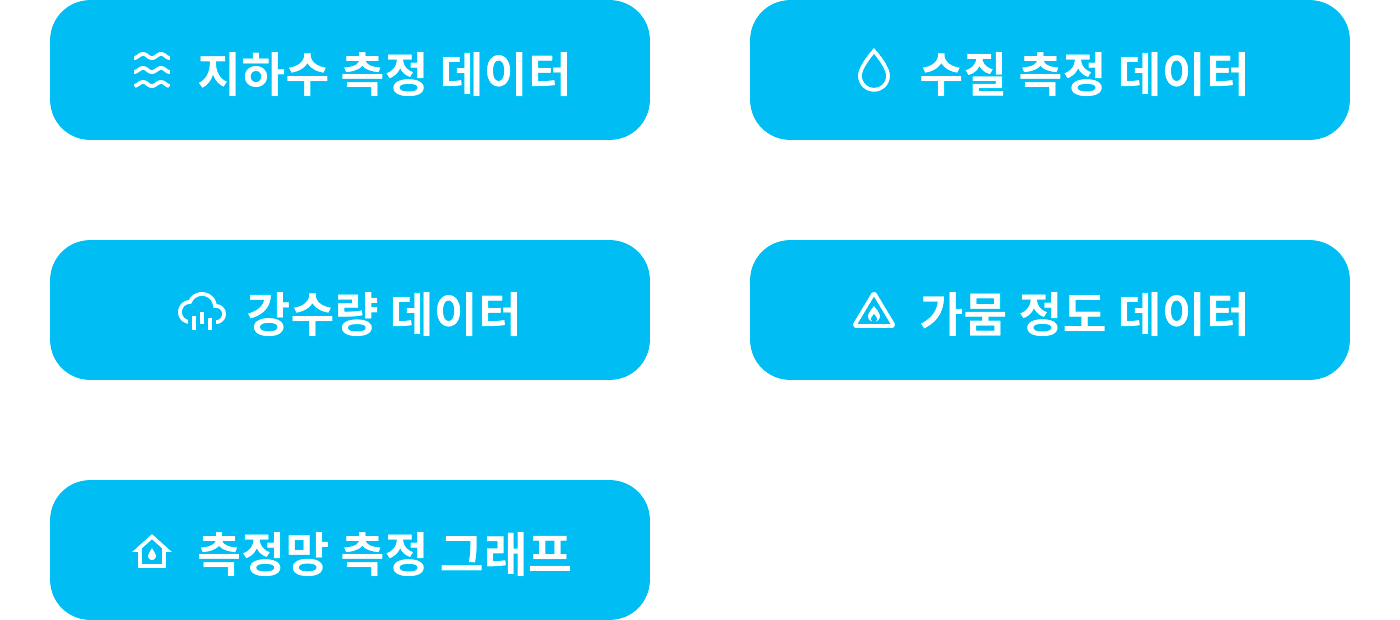 지하수 측정 데이터
수질 측정 데이터
강수량 데이터
가뭄 정도 데이터
측정망 측정 그래프